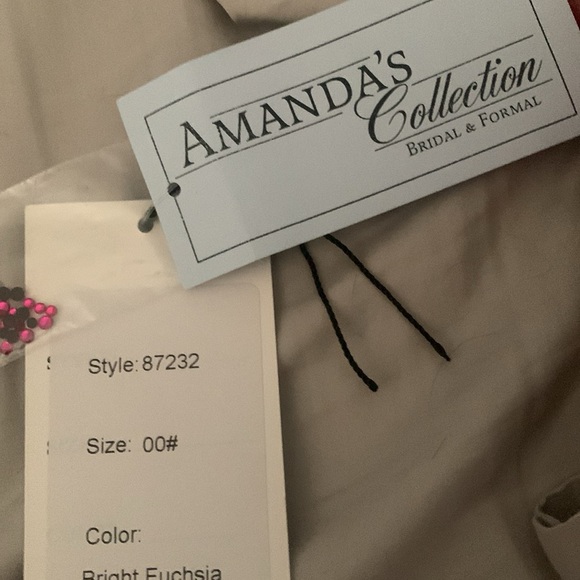 AMANDA'S
Collection
BRIDAL & FORMAL
Style: 87232
Size: 00#
Color:
Bright Fuchsia